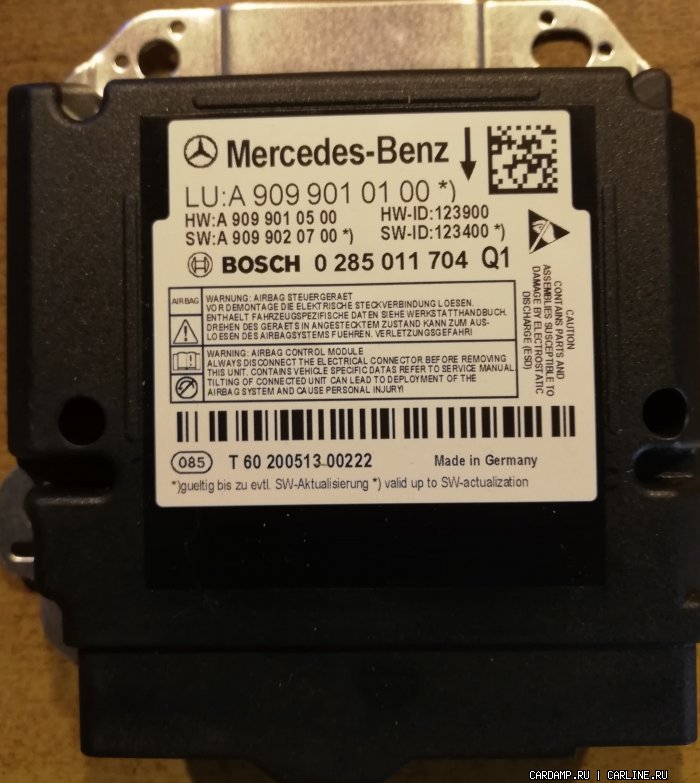 Mercedes-Benz
LU:A 909 901 01 00 *)
HW:A 909 901 05 00 HW-ID:123900
SW:A 909 902 07 00 *) SW-ID:123400 *)
BOSCH 0 285 011 704 Q1
AIRBAG
WARNUNG: AIRBAG STEUERGERAET
VOR DEMONTAGE DIE ELEKTRISCHE STECKVERBINDUNG LOESEN.
ENTHAELT FAHRZEUGSPEZIFISCHE DATEN SIEHE WERKSTATTHANDBUCH.
DREHEN DES GERAETS IN ANGESTECKTEM ZUSTAND KANN ZUM AUS-
LOESEN DES AIRBAGSYSTEMS FUEHREN. VERLETZUNGSGEFAHR!
WARNING: AIRBAG CONTROL MODULE
ALWAYS DISCONNECT THE ELECTRICAL CONNECTOR BEFORE REMOVING
THIS UNIT. CONTAINS VEHICLE SPECIFIC DATAS REFER TO SERVICE MANUAL.
TILTING OF CONNECTED UNIT CAN LEAD TO DEPLOYMENT OF THE
AIRBAG SYSTEM AND CAUSE PERSONAL INJURY!
CAUTION
CONTAINS PARTS AND
ASSEMBLIES SUSCEPTIBLE TO
DAMAGE BY ELECTROSTATIC
DISCHARGE (ESD)
085 T 60 200513 00222 Made in Germany
*)gueltig bis zu evtl. SW-Aktualisierung *) valid up to SW-actualization
CARDAMP.RU | CARLINE.RU